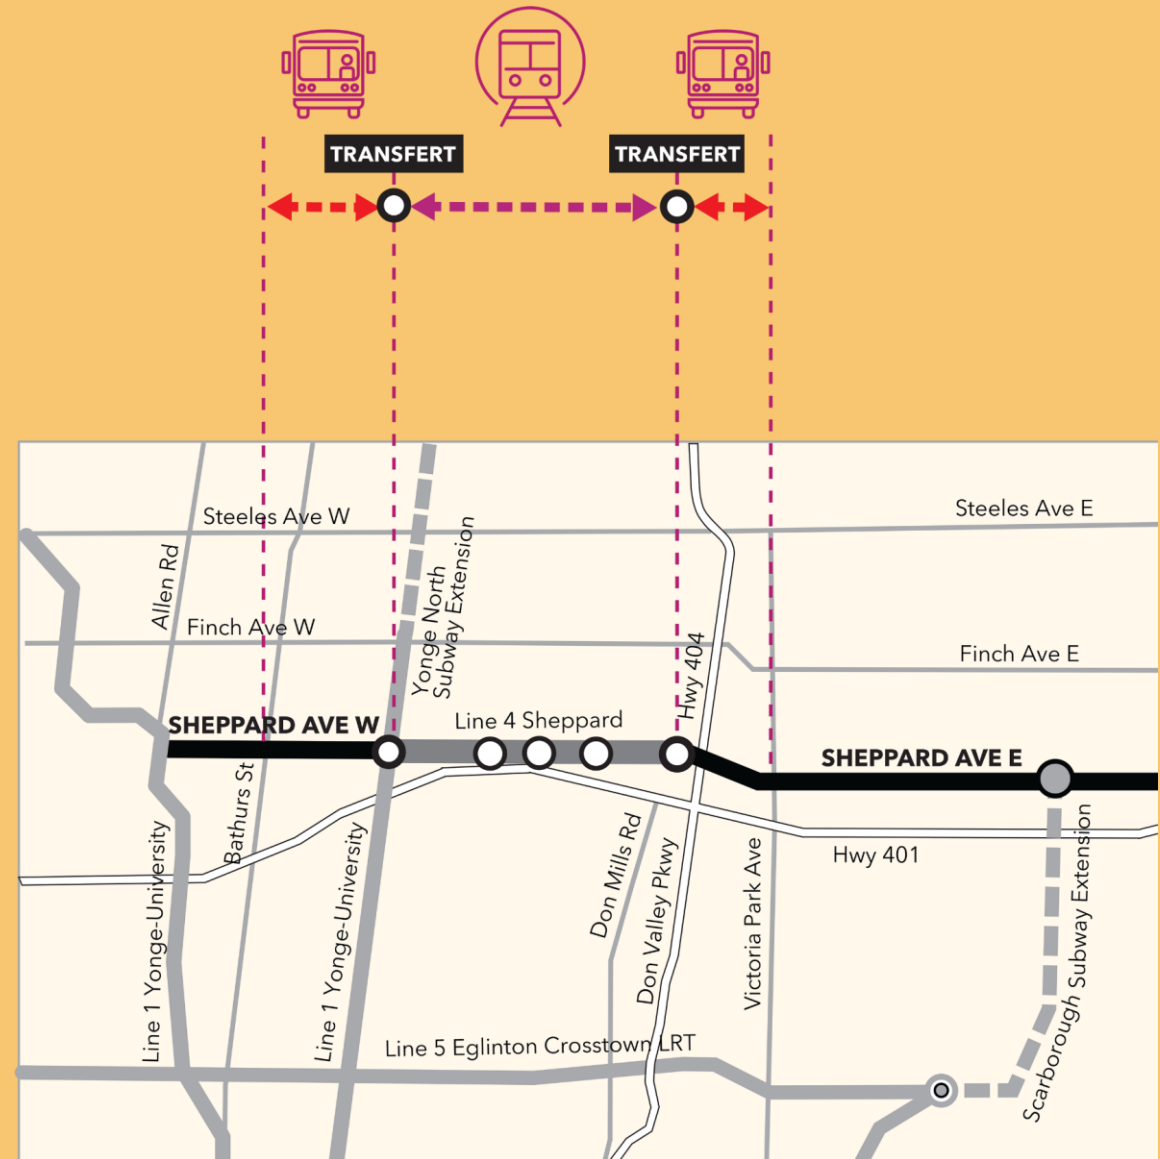 TRANSFERT
TRANSFERT
Steeles Ave W
Steeles Ave E
Allen Rd
Yonge North
Subway Extension
Finch Ave W
Finch Ave E
Hwy 404
SHEPPARD AVE W
Line 4 Sheppard
SHEPPARD AVE E
Bathurs St
Hwy 401
Line 1 Yonge-University
Line 1 Yonge-University
Don Mills Rd
Don Valley Pkwy
Victoria Park Ave
Scarborough Subway Extension
Line 5 Eglinton Crosstown LRT